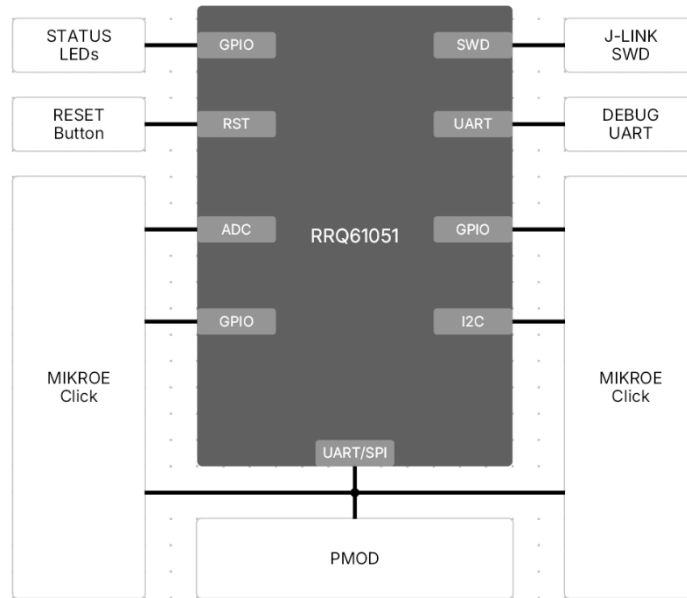 STATUS
LEDs
GPIO
SWD
J-LINK
SWD
RESET
Button
RST
UART
DEBUG
UART
ADC
RRQ61051
GPIO
GPIO
I2C
MIKROE
Click
MIKROE
Click
UART/SPI
PMOD